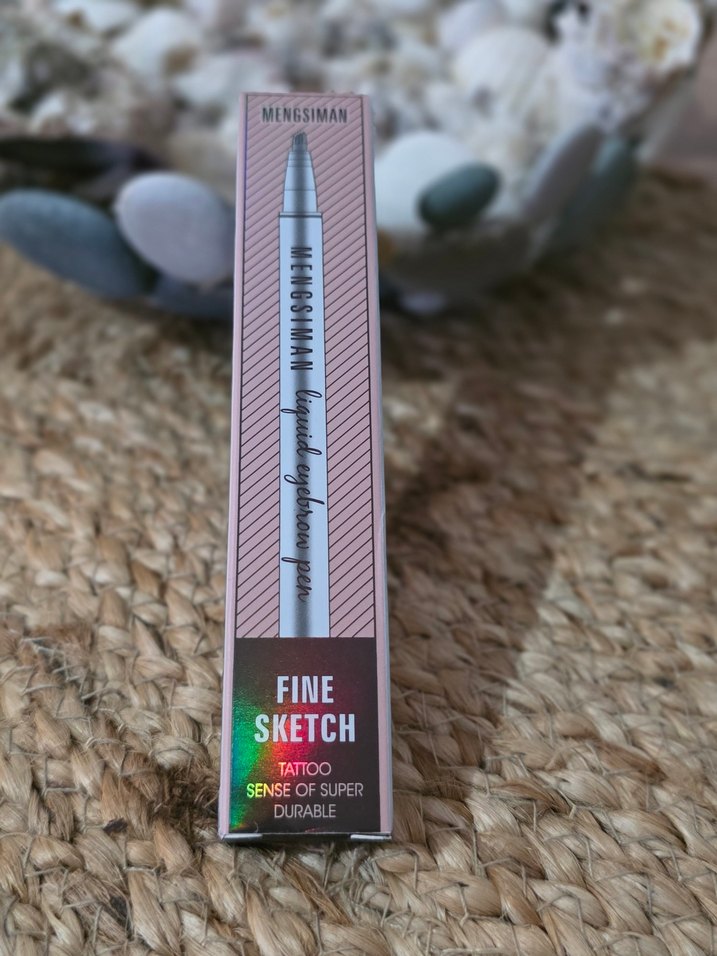 MENGSIMAN
MENGSIMAN liquid eyebrow pen
FINE
SKETCH
TATTOO
SENSE OF SUPER
DURABLE